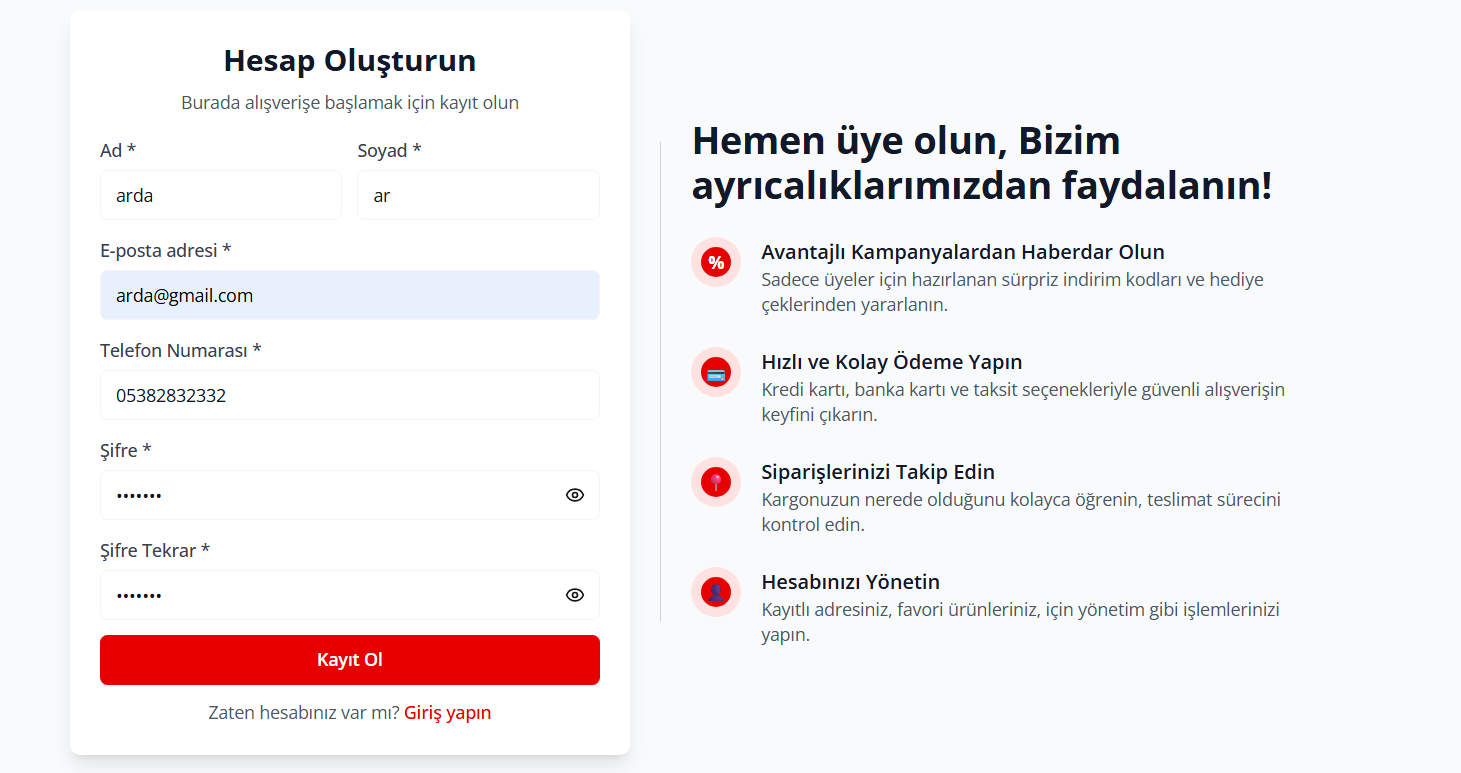 Hesap Oluşturun
Burada alışverişe başlamak için kayıt olun
Ad * Soyad *
arda ar
E-posta adresi *
arda@gmail.com
Telefon Numarası *
05382832332
Şifre *
•••••••
Şifre Tekrar *
•••••••
Kayıt Ol
Zaten hesabınız var mı? Giriş yapın
Hemen üye olun, Bizim
ayrıcalıklarımızdan faydalanın!
%
Avantajlı Kampanyalardan Haberdar Olun
Sadece üyeler için hazırlanan sürpriz indirim kodları ve hediye
çeklerinden yararlanın.
Hızlı ve Kolay Ödeme Yapın
Kredi kartı, banka kartı ve taksit seçenekleriyle güvenli alışverişin
keyfini çıkarın.
Siparişlerinizi Takip Edin
Kargonuzun nerede olduğunu kolayca öğrenin, teslimat sürecini
kontrol edin.
Hesabınızı Yönetin
Kayıtlı adresiniz, favori ürünleriniz, için yönetim gibi işlemlerinizi
yapın.